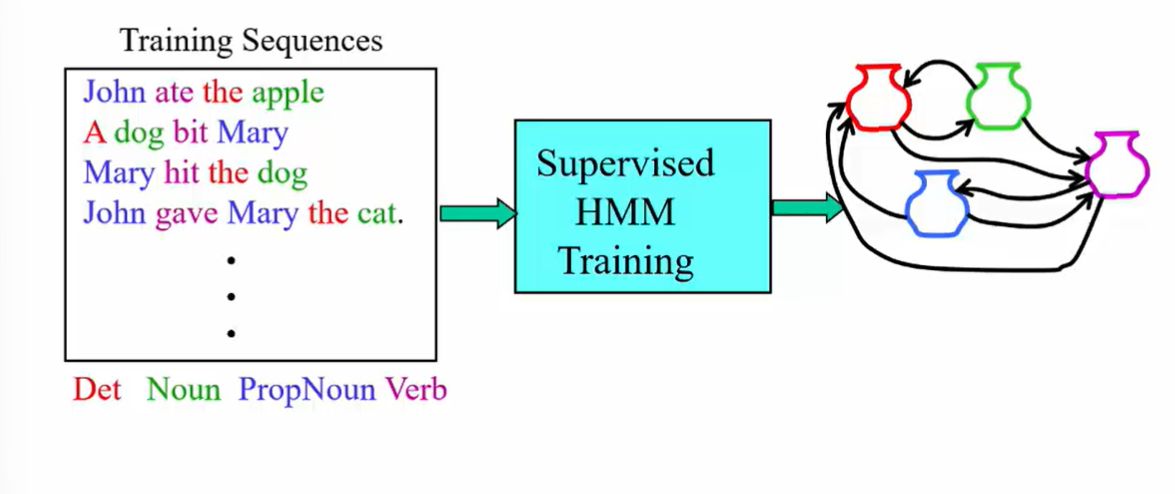 Training Sequences
John ate the apple
A dog bit Mary
Mary hit the dog
John gave Mary the cat.
Det Noun PropNoun Verb
Supervised
HMM
Training